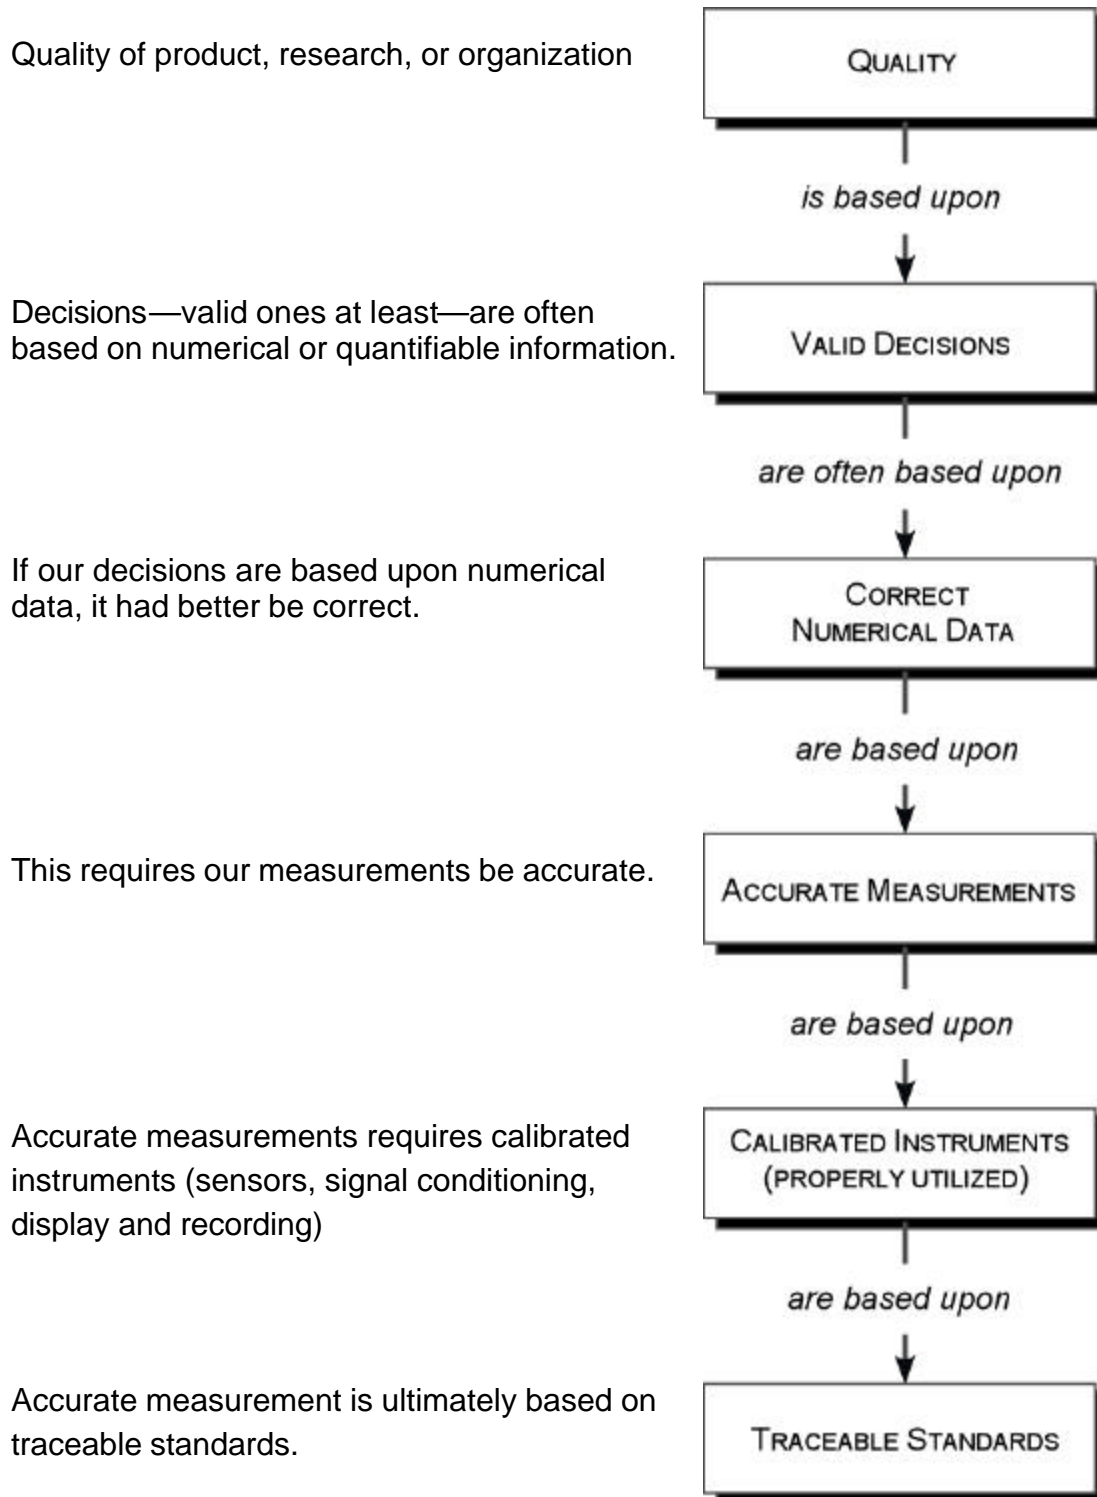 Quality of product, research, or organization
QUALITY
is based upon
Decisions—valid ones at least—are often
based on numerical or quantifiable information.
VALID DECISIONS
are often based upon
If our decisions are based upon numerical
data, it had better be correct.
CORRECT
NUMERICAL DATA
are based upon
This requires our measurements be accurate.
ACCURATE MEASUREMENTS
are based upon
Accurate measurements requires calibrated
instruments (sensors, signal conditioning,
display and recording)
CALIBRATED INSTRUMENTS
(PROPERLY UTILIZED)
are based upon
Accurate measurement is ultimately based on
traceable standards.
TRACEABLE STANDARDS